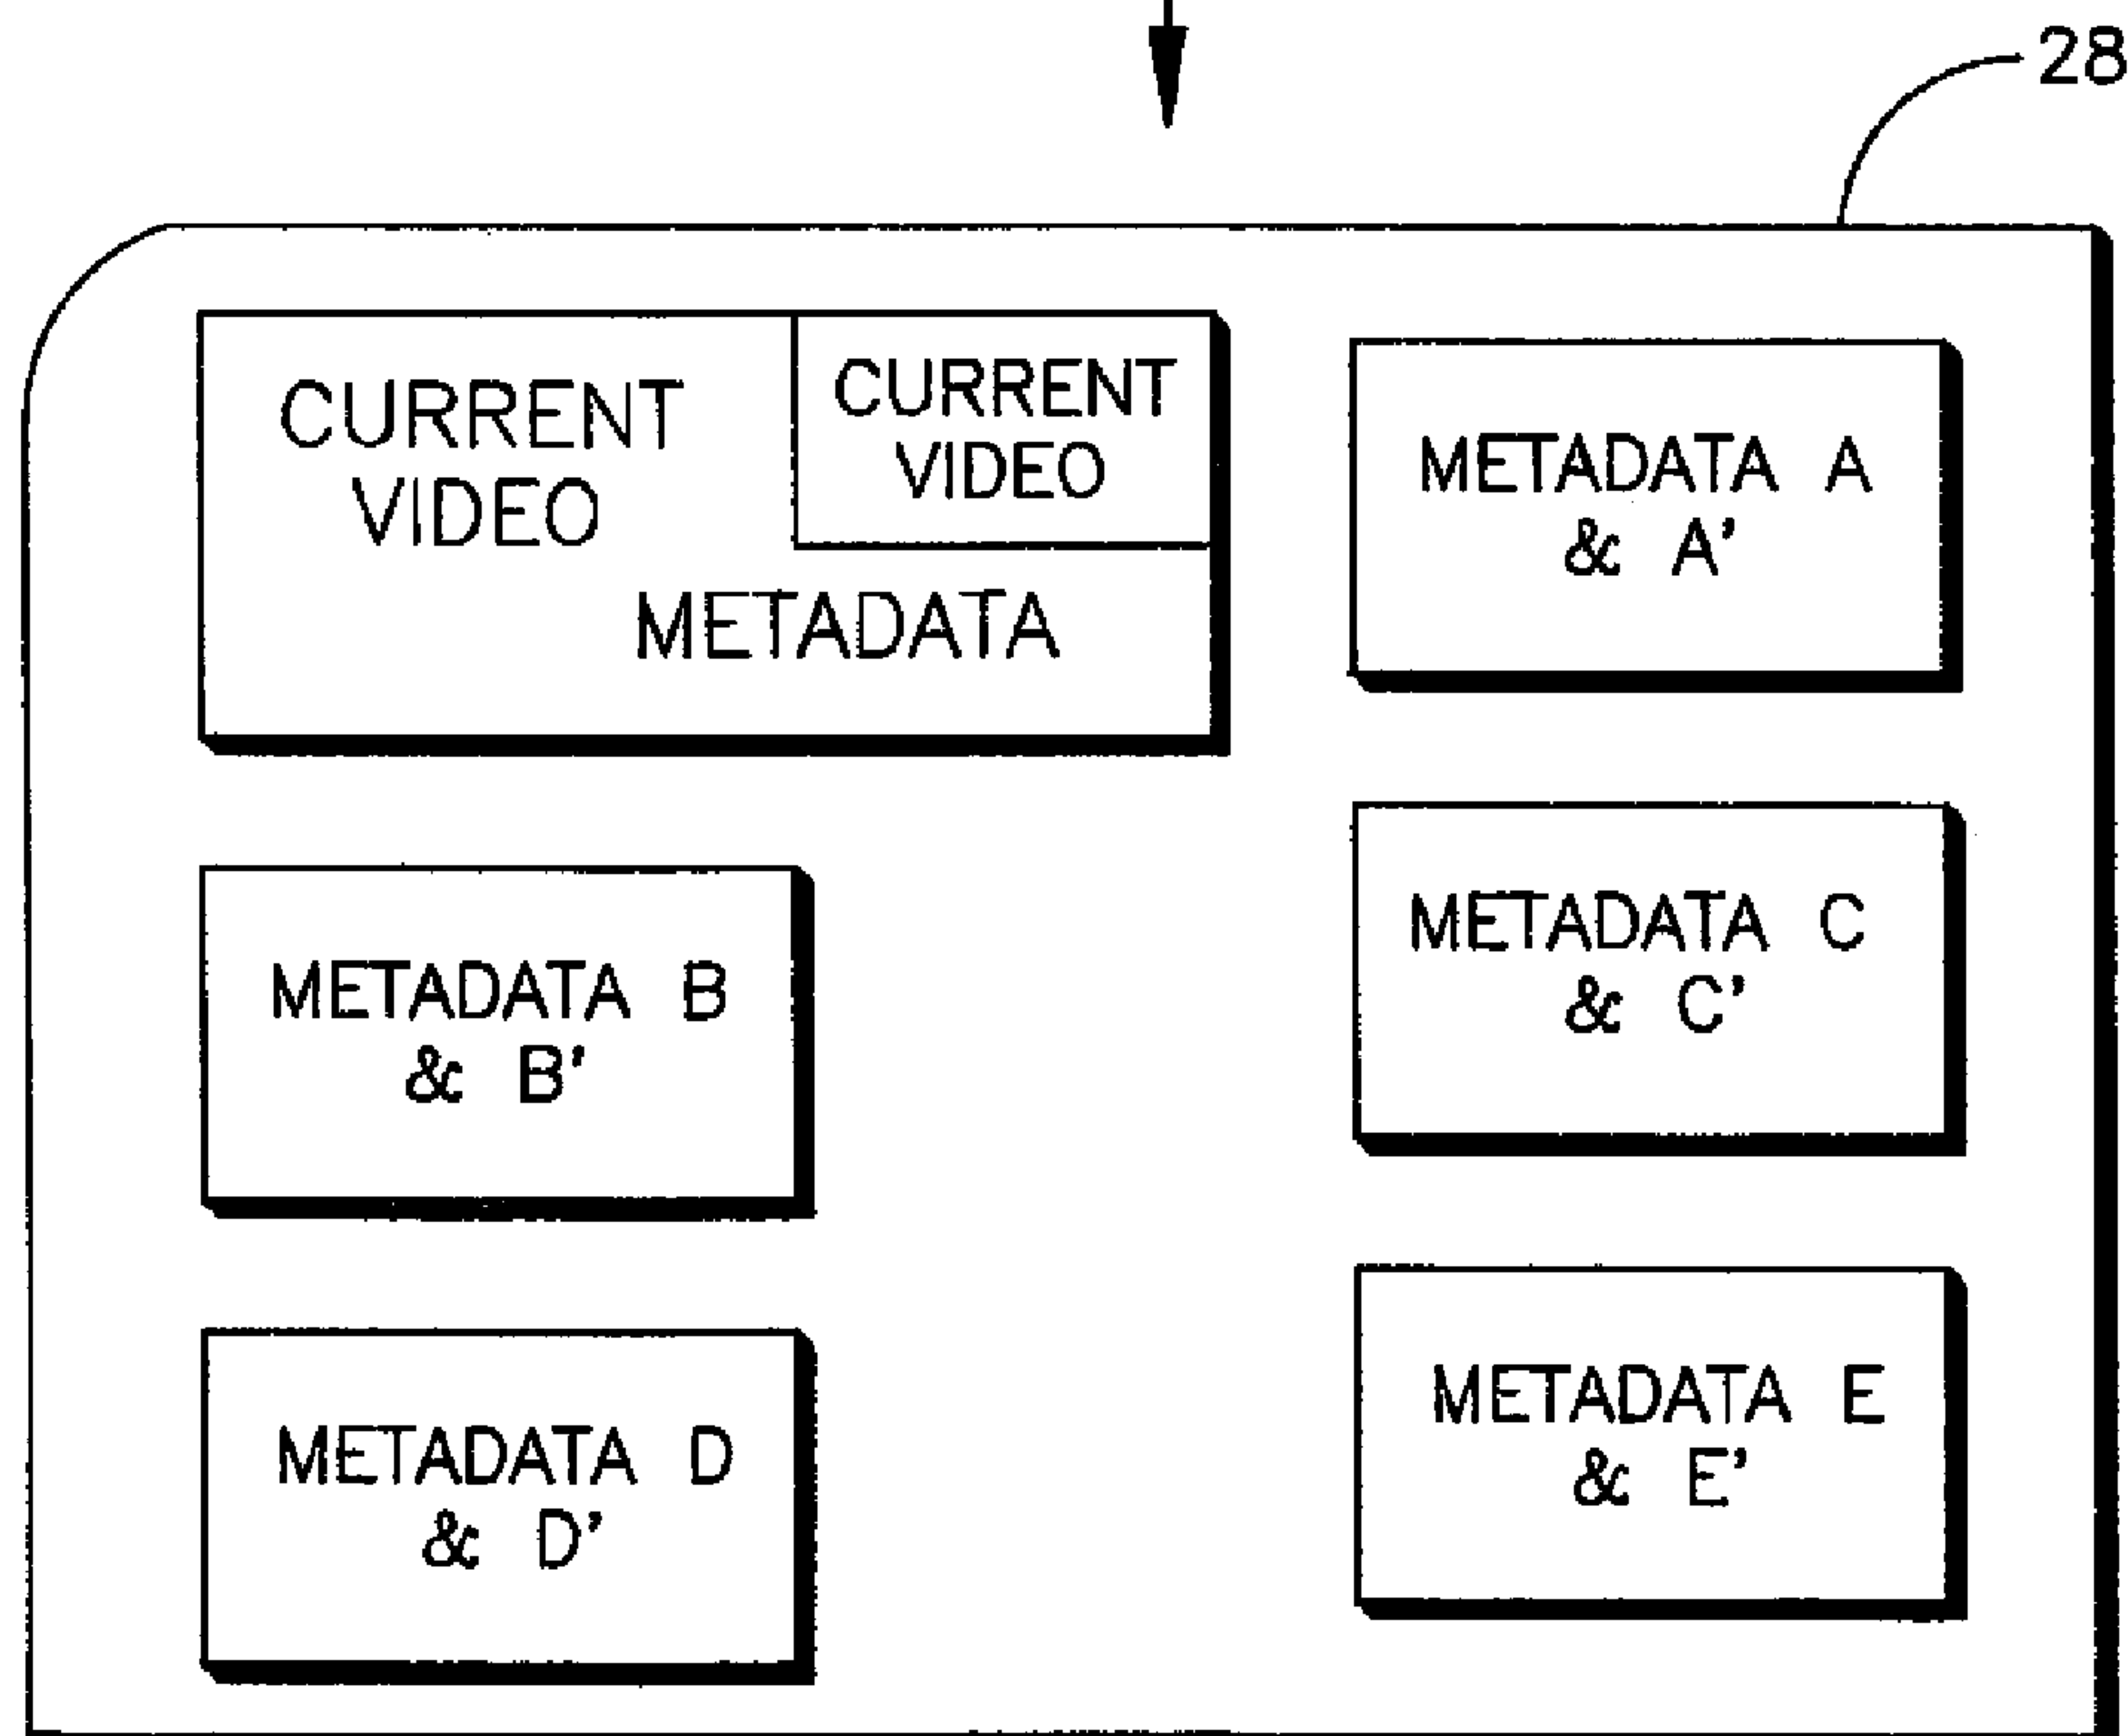 28
CURRENT
VIDEO
CURRENT
VIDEO
METADATA
METADATA A
& A'
METADATA B
& B'
METADATA C
& C'
METADATA D
& D'
METADATA E
& E'